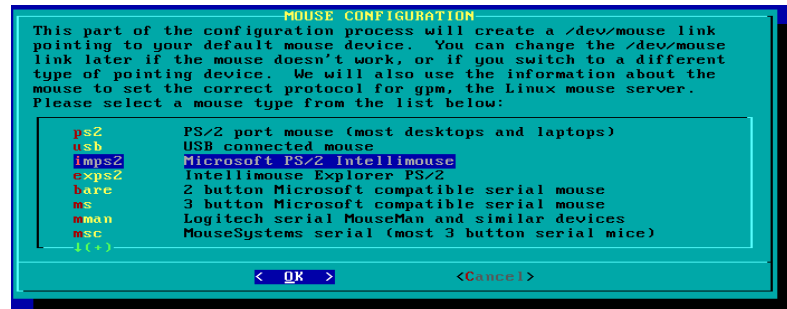 MOUSE CONFIGURATION
This part of the configuration process will create a /dev/mouse link
pointing to your default mouse device.  You can change the /dev/mouse
link later if the mouse doesn't work, or if you switch to a different
type of pointing device.  We will also use the information about the
mouse to set the correct protocol for gpm, the Linux mouse server.
Please select a mouse type from the list below:
ps2 PS/2 port mouse (most desktops and laptops)
usb USB connected mouse
imps2 Microsoft PS/2 Intellimouse
exps2 Intellimouse Explorer PS/2
bare 2 button Microsoft compatible serial mouse
ms 3 button Microsoft compatible serial mouse
mman Logitech serial MouseMan and similar devices
msc MouseSystems serial (most 3 button serial mice)
↓(+)
< OK > <Cancel>